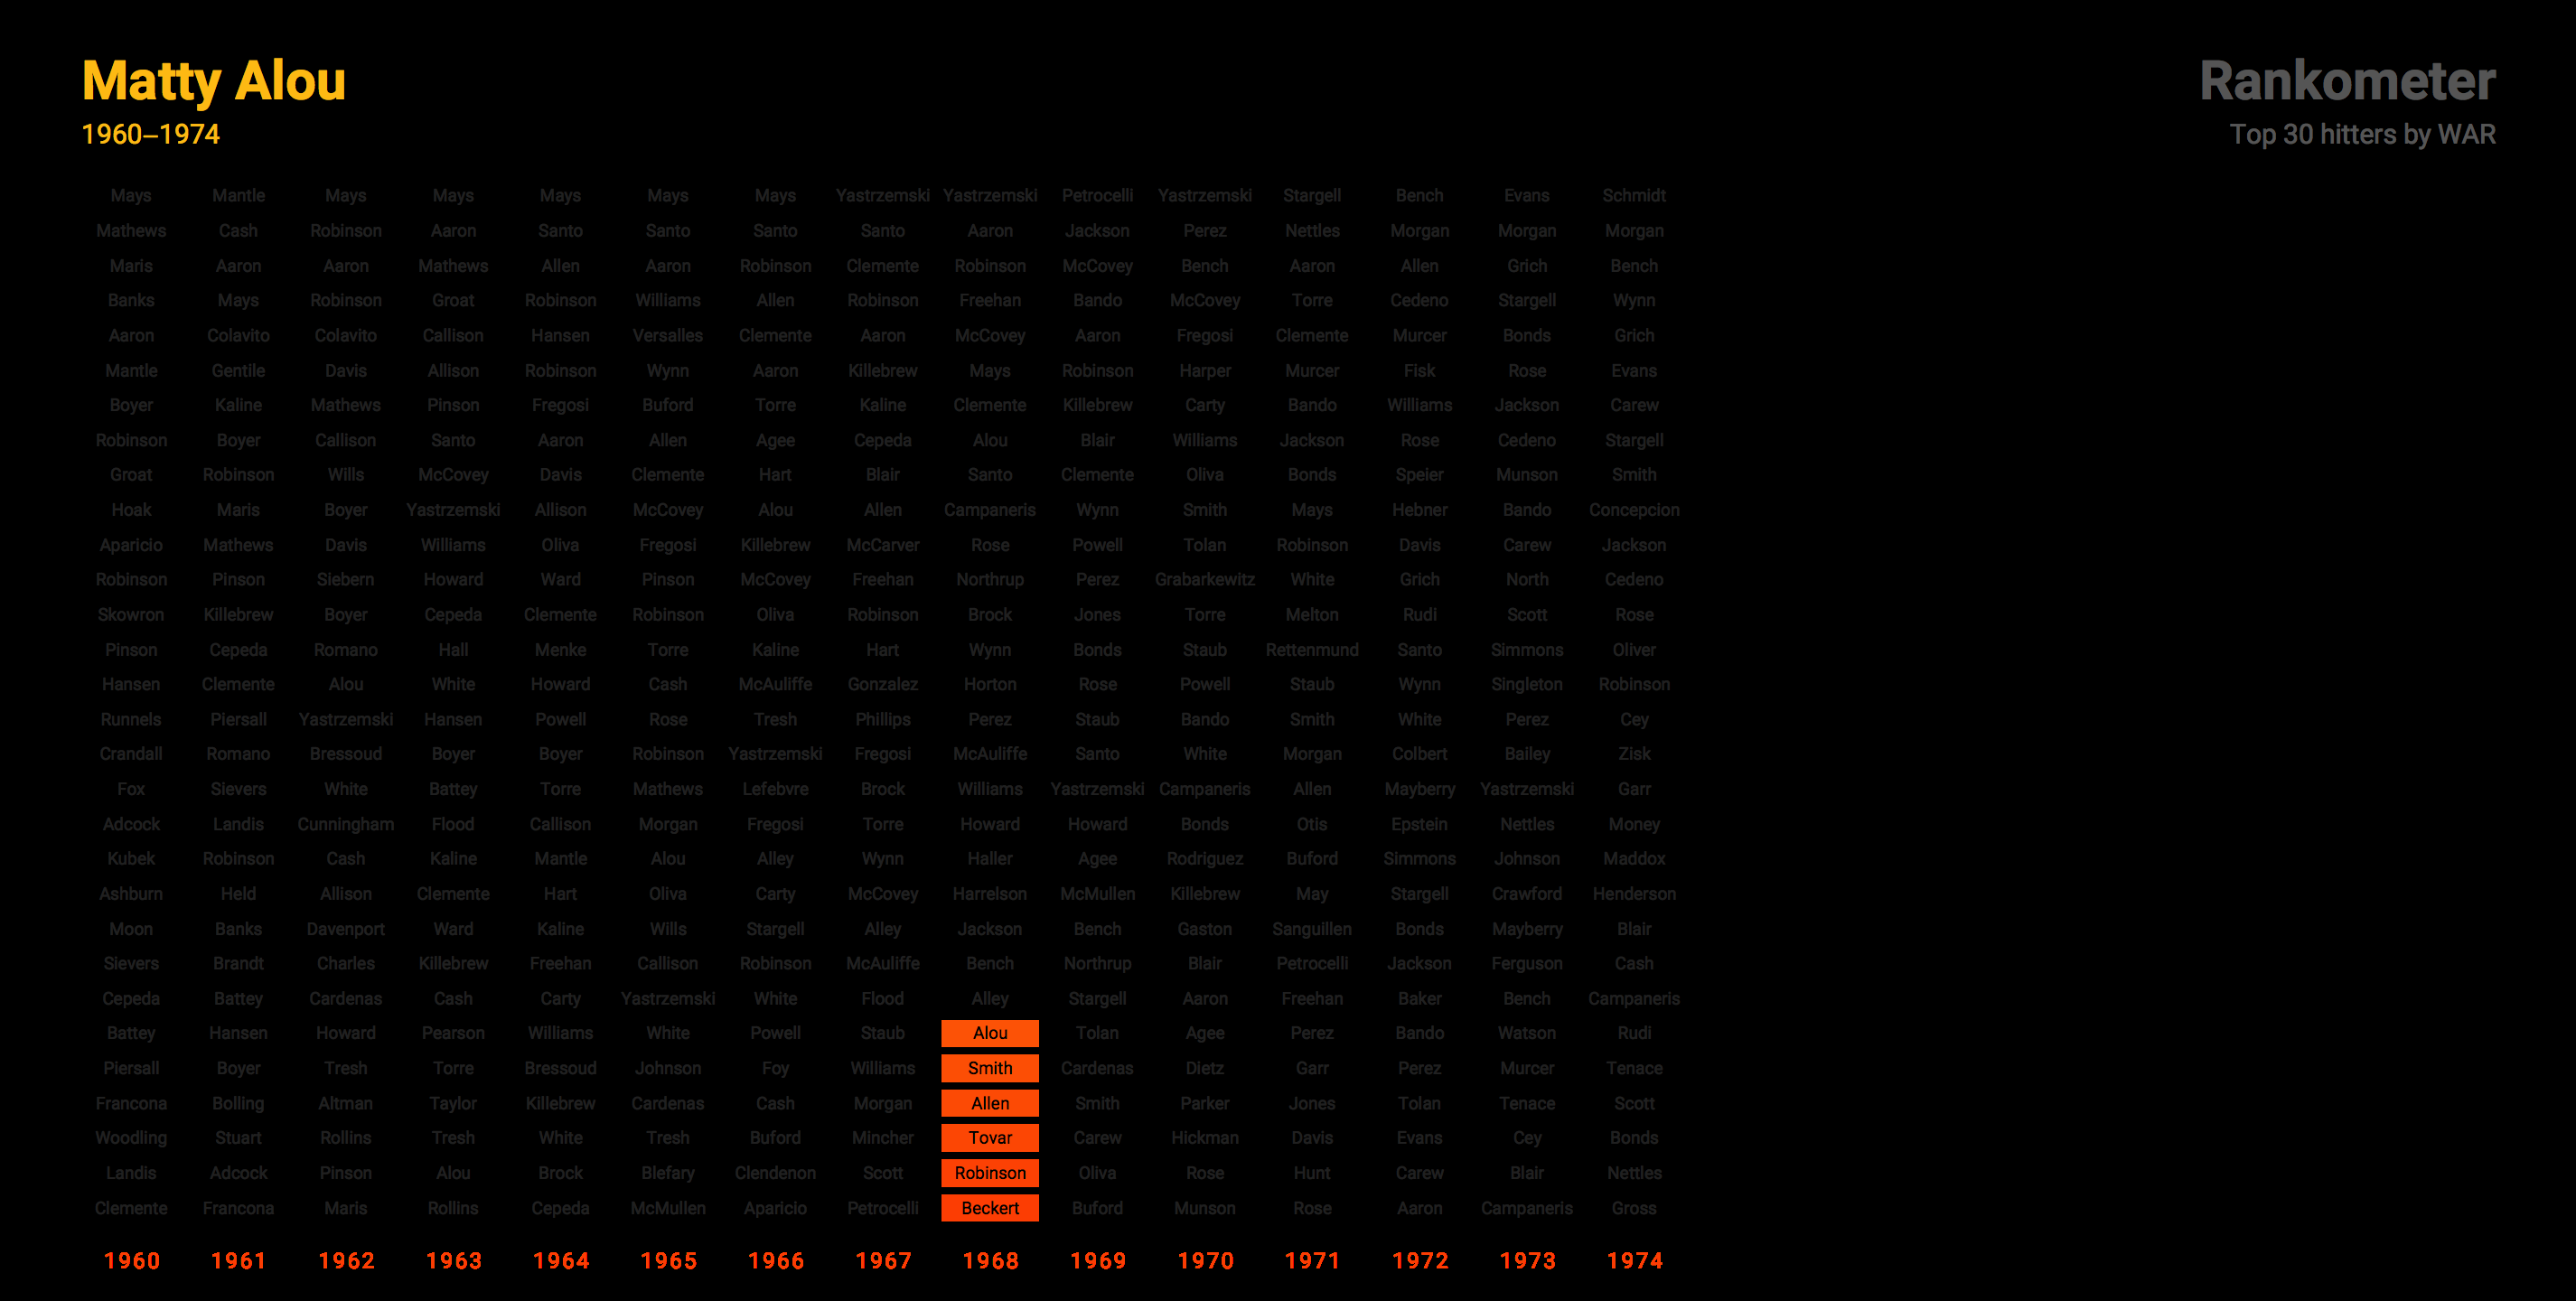 Matty Alou
1960–1974
Rankometer
Top 30 hitters by WAR
Mays Mantle Mays Mays Mays Mays Mays Yastrzemski Yastrzemski Petrocelli Yastrzemski Stargell Bench Evans Schmidt
Mathews Cash Robinson Aaron Santo Santo Santo Santo Aaron Jackson Perez Nettles Morgan Morgan Morgan
Maris Aaron Aaron Mathews Allen Aaron Robinson Clemente Robinson McCovey Bench Aaron Allen Grich Bench
Banks Mays Robinson Groat Robinson Williams Allen Robinson Freehan Bando McCovey Torre Cedeno Stargell Wynn
Aaron Colavito Colavito Callison Hansen Versalles Clemente Aaron McCovey Aaron Fregosi Clemente Murcer Bonds Grich
Mantle Gentile Davis Allison Robinson Wynn Aaron Killebrew Mays Robinson Harper Murcer Fisk Rose Evans
Boyer Kaline Mathews Pinson Fregosi Buford Torre Kaline Clemente Killebrew Carty Bando Williams Jackson Carew
Robinson Boyer Callison Santo Aaron Allen Agee Cepeda Alou Blair Williams Jackson Rose Cedeno Stargell
Groat Robinson Wills McCovey Davis Clemente Hart Blair Santo Clemente Oliva Bonds Speier Munson Smith
Hoak Maris Boyer Yastrzemski Allison McCovey Alou Allen Campaneris Wynn Smith Mays Hebner Bando Concepcion
Aparicio Mathews Davis Williams Oliva Fregosi Killebrew McCarver Rose Powell Tolan Robinson Davis Carew Jackson
Robinson Pinson Siebern Howard Ward Pinson McCovey Freehan Northrup Perez Grabarkewitz White Grich North Cedeno
Skowron Killebrew Boyer Cepeda Clemente Robinson Oliva Robinson Brock Jones Torre Melton Rudi Scott Rose
Pinson Cepeda Romano Hall Menke Torre Kaline Hart Wynn Bonds Staub Rettenmund Santo Simmons Oliver
Hansen Clemente Alou White Howard Cash McAuliffe Gonzalez Horton Rose Powell Staub Wynn Singleton Robinson
Runnels Piersall Yastrzemski Hansen Powell Rose Tresh Phillips Perez Staub Bando Smith White Perez Cey
Crandall Romano Bressoud Boyer Boyer Robinson Yastrzemski Fregosi McAuliffe Santo White Morgan Colbert Bailey Zisk
Fox Sievers White Battey Torre Mathews Lefebvre Brock Williams Yastrzemski Campaneris Allen Mayberry Yastrzemski Garr
Adcock Landis Cunningham Flood Callison Morgan Fregosi Torre Howard Howard Bonds Otis Epstein Nettles Money
Kubek Robinson Cash Kaline Mantle Alou Alley Wynn Haller Agee Rodriguez Buford Simmons Johnson Maddox
Ashburn Held Allison Clemente Hart Oliva Carty McCovey Harrelson McMullen Killebrew May Stargell Crawford Henderson
Moon Banks Davenport Ward Kaline Wills Stargell Alley Jackson Bench Gaston Sanguillen Bonds Mayberry Blair
Sievers Brandt Charles Killebrew Freehan Callison Robinson McAuliffe Bench Northrup Blair Petrocelli Jackson Ferguson Cash
Cepeda Battey Cardenas Cash Carty Yastrzemski White Flood Alley Stargell Aaron Freehan Baker Bench Campaneris
Battey Hansen Howard Pearson Williams White Powell Staub Alou Tolan Agee Perez Bando Watson Rudi
Piersall Boyer Tresh Torre Bressoud Johnson Foy Williams Smith Cardenas Dietz Garr Perez Murcer Tenace
Francona Bolling Altman Taylor Killebrew Cardenas Cash Morgan Allen Smith Parker Jones Tolan Tenace Scott
Woodling Stuart Rollins Tresh White Tresh Buford Mincher Tovar Carew Hickman Davis Evans Cey Bonds
Landis Adcock Pinson Alou Brock Blefary Clendenon Scott Robinson Oliva Rose Hunt Carew Blair Nettles
Clemente Francona Maris Rollins Cepeda McMullen Aparicio Petrocelli Beckert Buford Munson Rose Aaron Campaneris Gross
1960 1961 1962 1963 1964 1965 1966 1967 1968 1969 1970 1971 1972 1973 1974